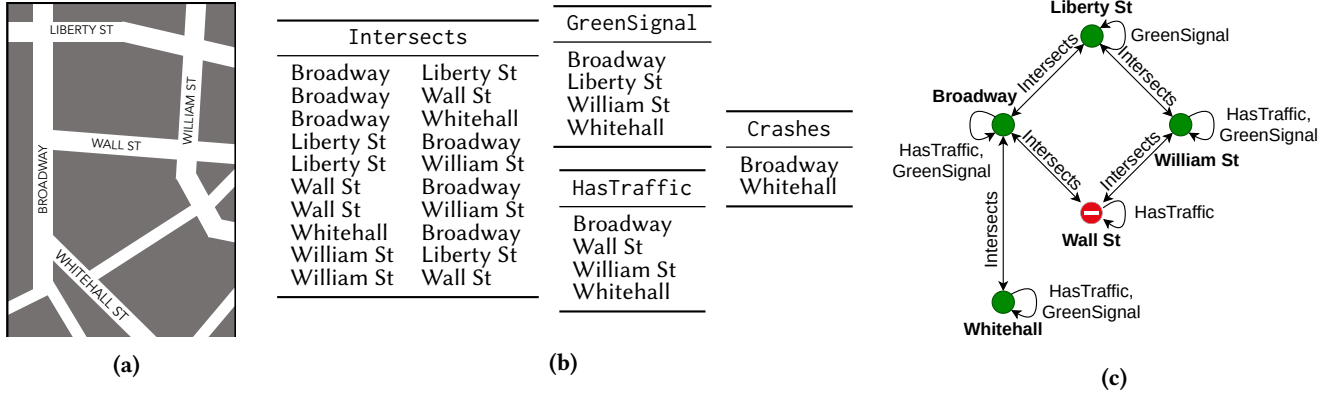 LIBERTY ST
WILLIAM ST
WALL ST
BROADWAY
WHITEHALL ST
(a)
Intersects
Broadway Liberty St
Broadway Wall St
Broadway Whitehall
Liberty St Broadway
Liberty St William St
Wall St Broadway
Wall St William St
Whitehall Broadway
William St Liberty St
William St Wall St
GreenSignal
Broadway
Liberty St
William St
Whitehall
HasTraffic
Broadway
Wall St
William St
Whitehall
Crashes
Broadway
Whitehall
(b)
Liberty St
GreenSignal
Intersects
Intersects
Broadway
HasTraffic,
GreenSignal
HasTraffic,
GreenSignal
William St
Intersects
Intersects
HasTraffic
Wall St
Intersects
HasTraffic,
GreenSignal
Whitehall
(c)